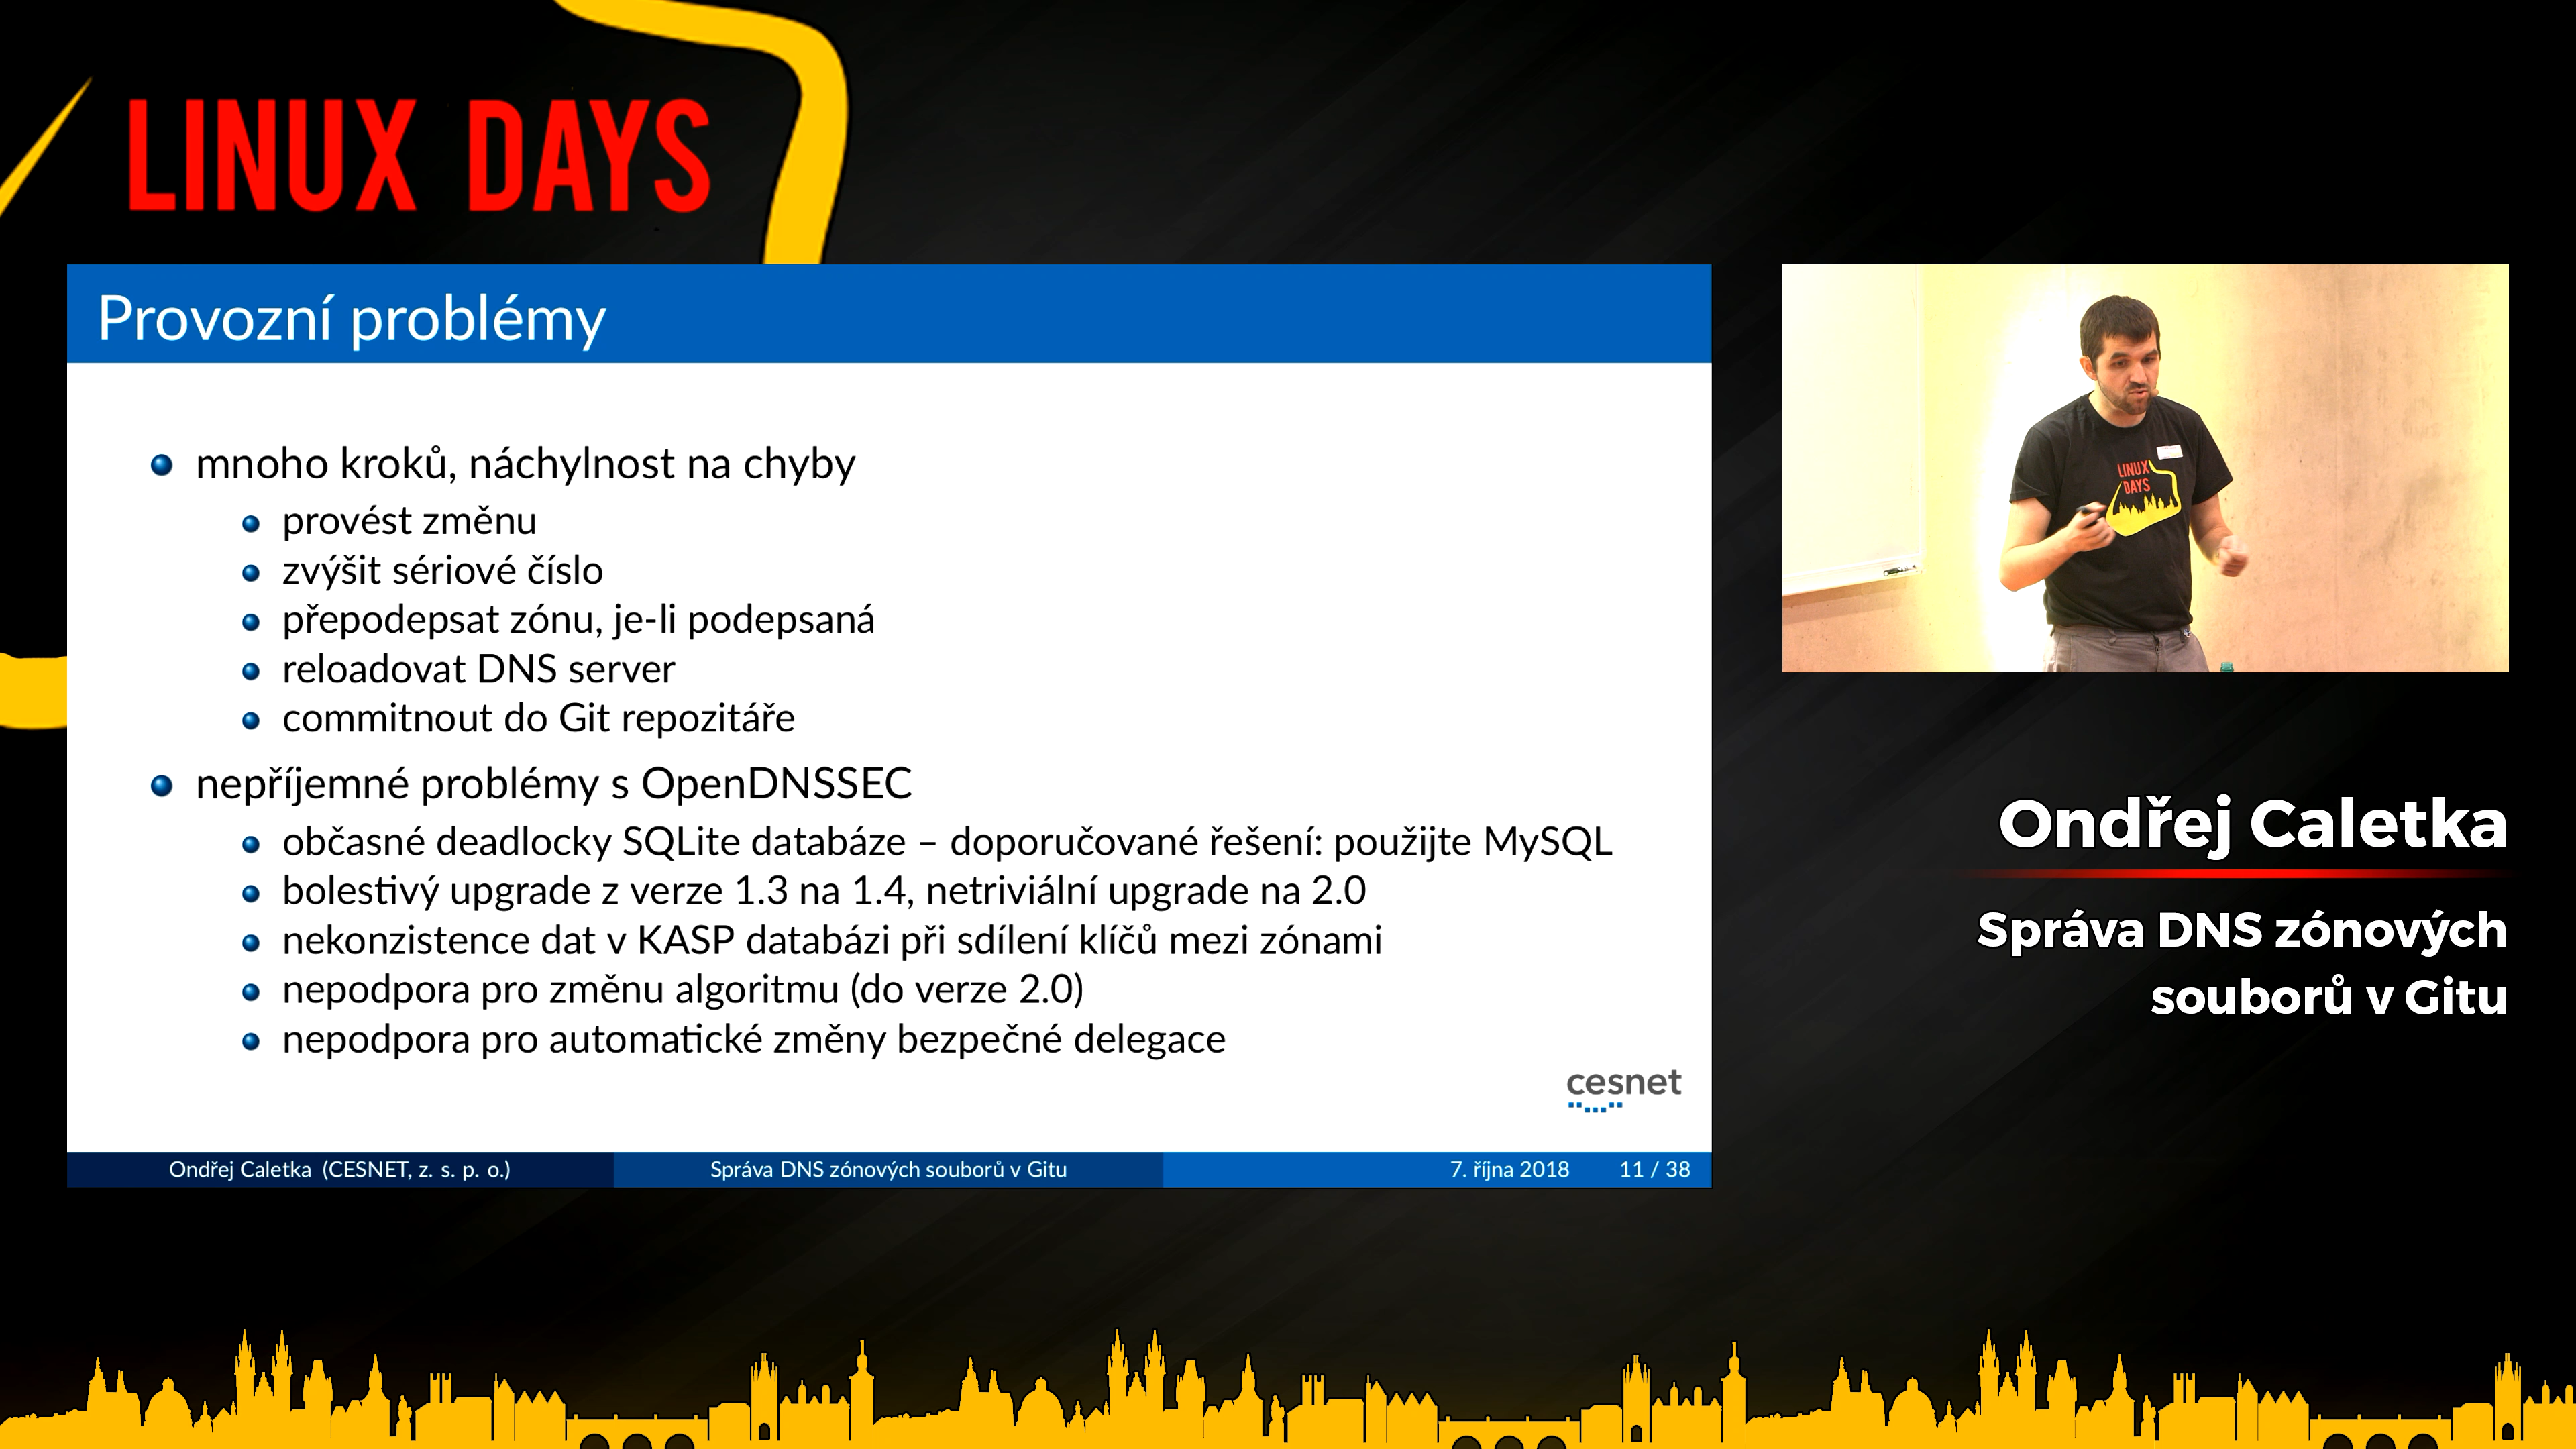 LINUX DAYS
Provozní problémy
mnoho kroků, náchylnost na chyby
provést změnu
zvýšit sériové číslo
přepodepsat zónu, je-li podepsaná
reloadovat DNS server
commitnout do Git repozitáře
nepříjemné problémy s OpenDNSSEC
občasné deadlocky SQLite databáze – doporučované řešení: použijte MySQL
bolestivý upgrade z verze 1.3 na 1.4, netriviální upgrade na 2.0
nekonzistence dat v KASP databázi při sdílení klíčů mezi zónami
nepodpora pro změnu algoritmu (do verze 2.0)
nepodpora pro automatické změny bezpečné delegace
cesnet
Ondřej Caletka (CESNET, z. s. p. o.)
Správa DNS zónových souborů v Gitu
7. října 2018
11 / 38
LINUX
DAYS
Ondřej Caletka
Správa DNS zónových
souborů v Gitu